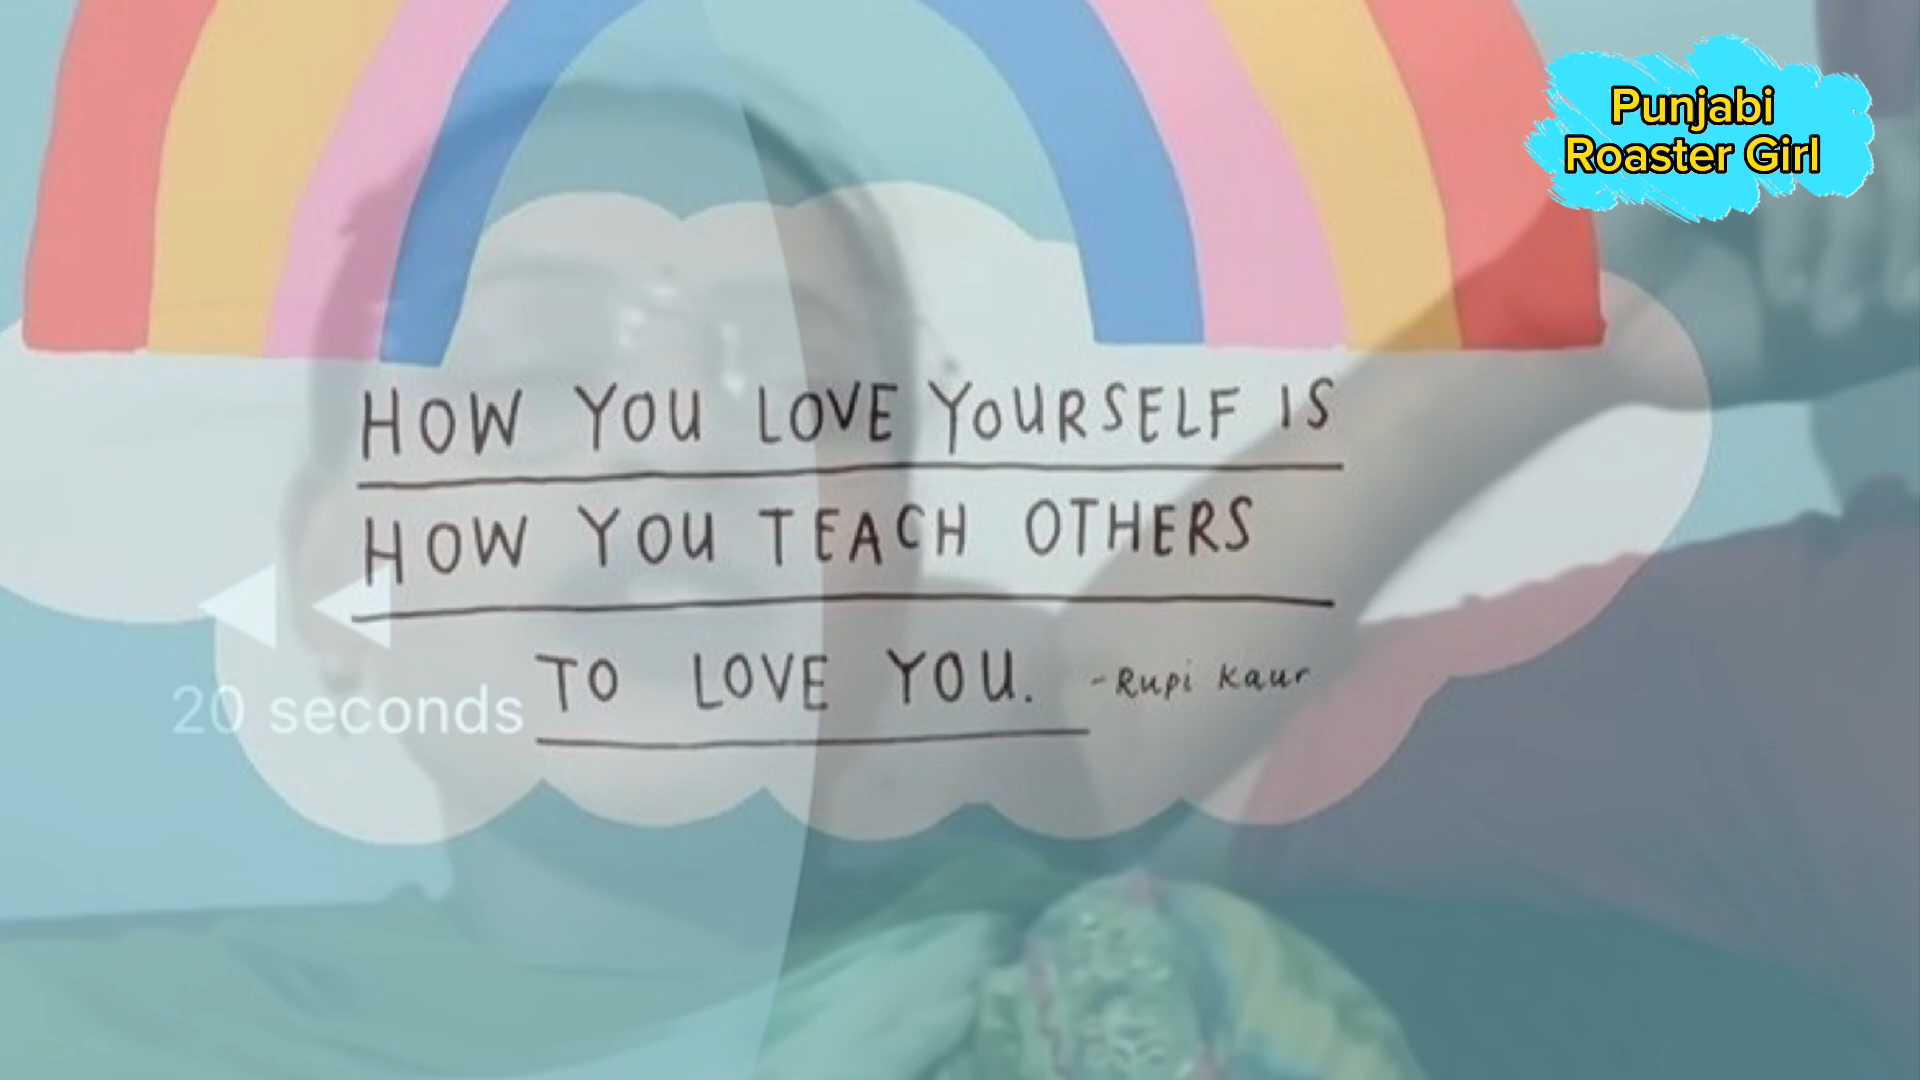 Punjabi
Roaster Girl
HOW YOU LOVE YOURSELF IS
HOW YOU TEACH OTHERS
TO LOVE YOU. -Rupi Kaur
20 seconds